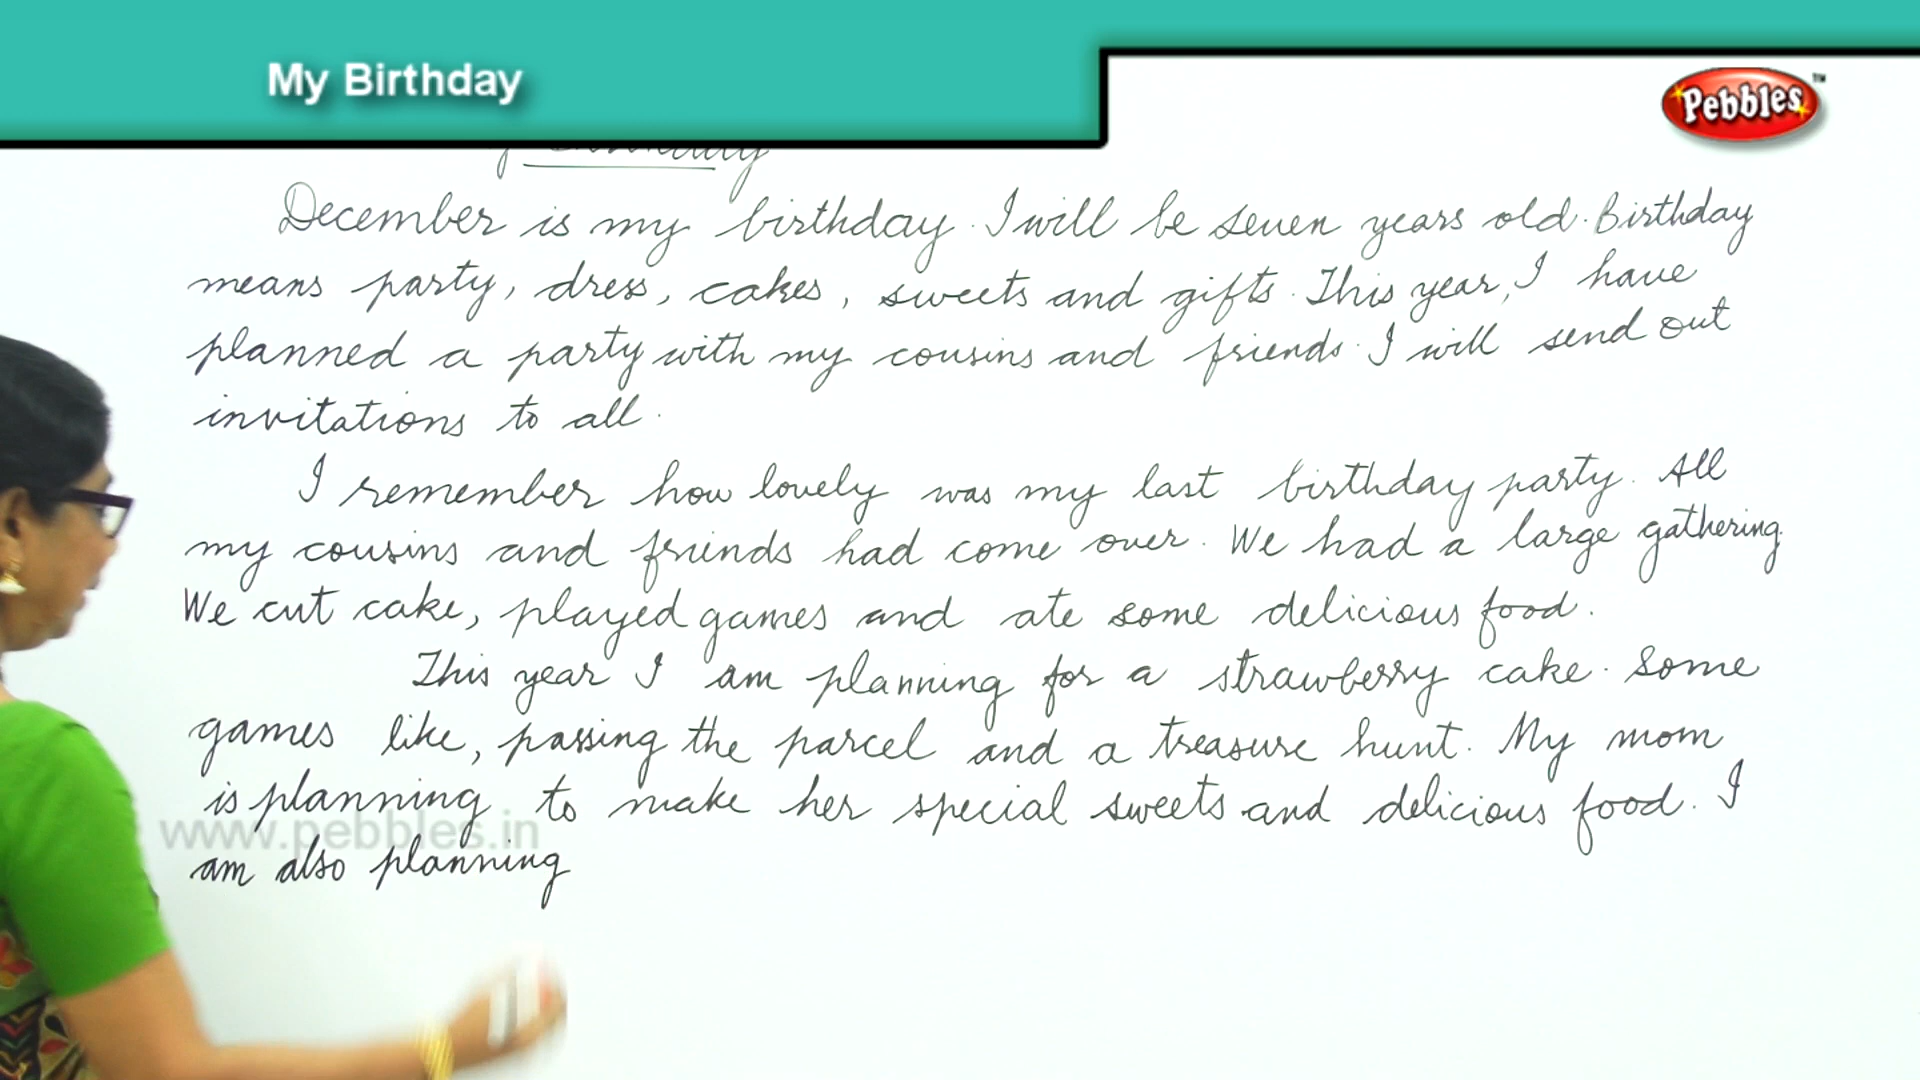 My Birthday
Pebbles
TM
Birthday
December is my birthday. I will be seven years old. Birthday
means party, dress, cakes, sweets and gifts. This year, I have
planned a party with my cousins and friends. I will send out
invitations to all.
I remember how lovely was my last birthday party. All
my cousins and friends had come over. We had a large gathering.
We cut cake, played games and ate some delicious food.
This year I am planning for a strawberry cake. Some
games like, passing the parcel and a treasure hunt. My mom
is planning to make her special sweets and delicious food. I
www.pebbles.in
am also planning